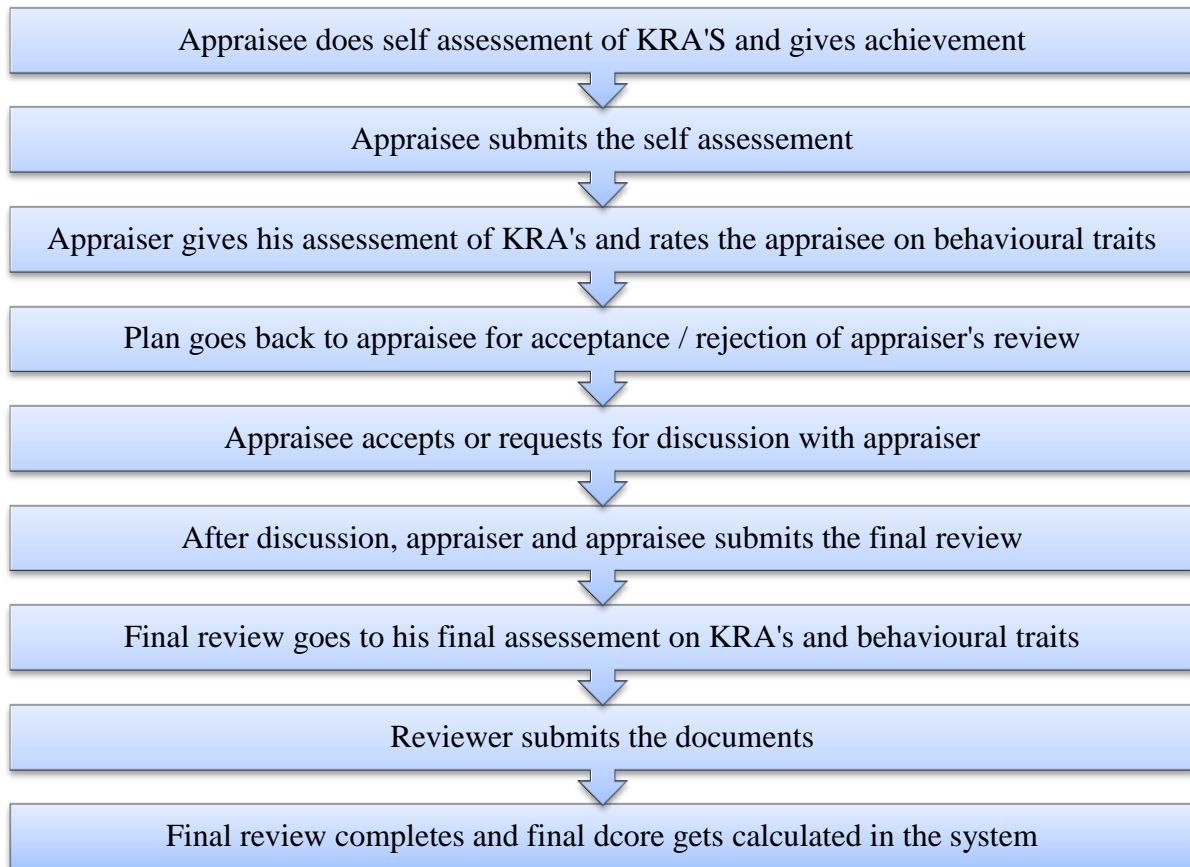 Appraisee does self assessement of KRA'S and gives achievement
Appraisee submits the self assessement
Appraiser gives his assessement of KRA's and rates the appraisee on behavioural traits
Plan goes back to appraisee for acceptance / rejection of appraiser's review
Appraisee accepts or requests for discussion with appraiser
After discussion, appraiser and appraisee submits the final review
Final review goes to his final assessement on KRA's and behavioural traits
Reviewer submits the documents
Final review completes and final dcore gets calculated in the system